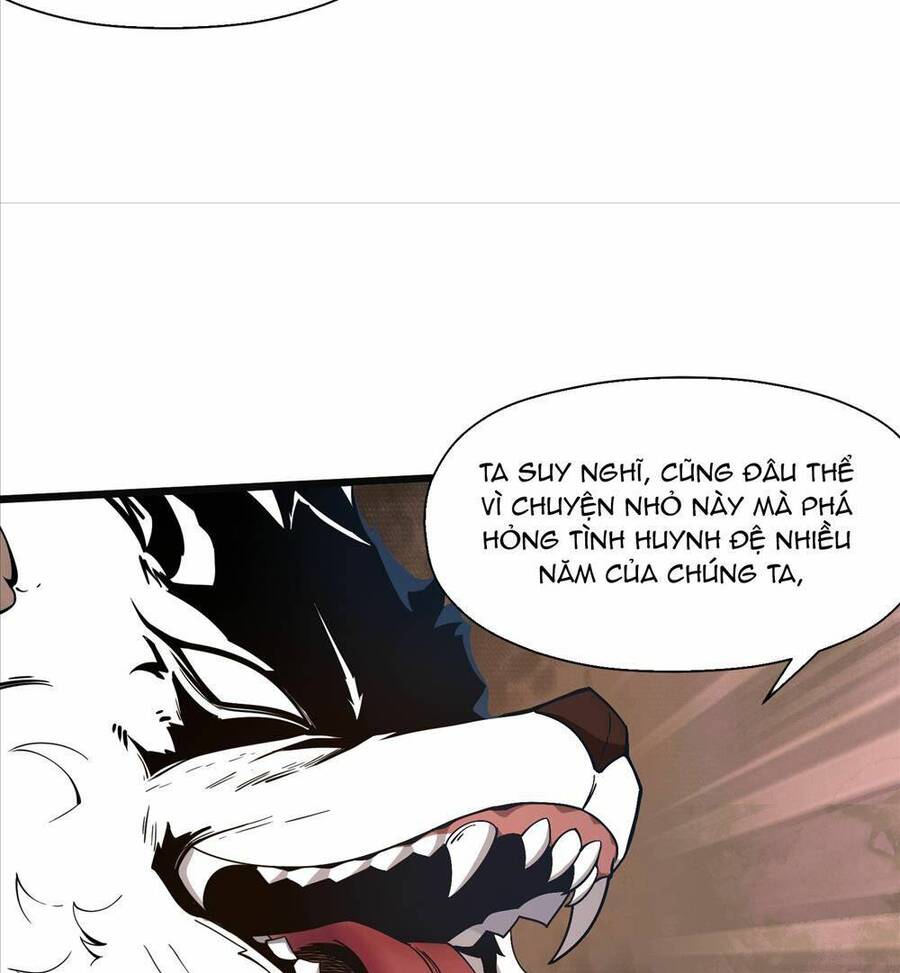 TA SUY NGHĨ, CŨNG ĐÂU THỂ
VÌ CHUYỆN NHỎ NÀY MÀ PHÁ
HỎNG TÌNH HUYNH ĐỆ NHIỀU
NĂM CỦA CHÚNG TA,